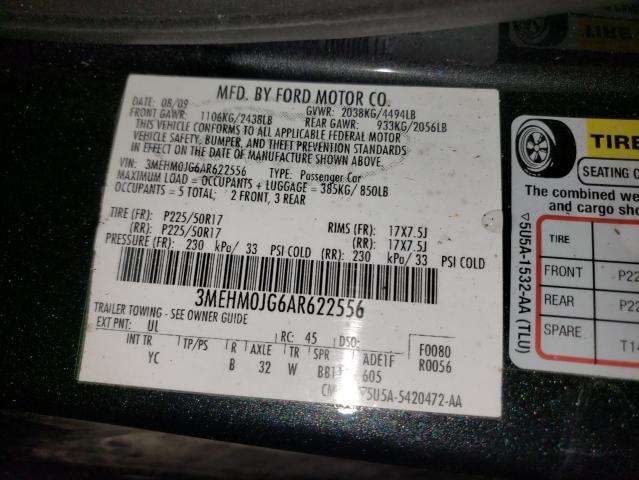 MFD. BY FORD MOTOR CO.
DATE: 08/09 GVWR: 2038KG/4494LB
FRONT GAWR: 1106KG/2438LB REAR GAWR: 933KG/2056LB
THIS VEHICLE CONFORMS TO ALL APPLICABLE FEDERAL MOTOR
VEHICLE SAFETY, BUMPER, AND THEFT PREVENTION STANDARDS
IN EFFECT ON THE DATE OF MANUFACTURE SHOWN ABOVE.
VIN: 3MEHM0JG6AR622556 TYPE: Passenger Car
MAXIMUM LOAD = OCCUPANTS + LUGGAGE = 385KG/ 850LB
OCCUPANTS = 5 TOTAL; 2 FRONT, 3 REAR
TIRE (FR): P225/50R17 RIMS (FR): 17X7.5J
(RR): P225/50R17 (RR): 17X7.5J
PRESSURE (FR): 230 kPa/ 33 PSI COLD (RR): 230 kPa/ 33 PSI COLD
3MEHM0JG6AR622556
TRAILER TOWING - SEE OWNER GUIDE
EXT PNT: UL RC: 45 DSO: F0080
INT TR TP/PS R AXLE TR SPR ADE1F R0056
YC B 32 W 605
5U5A-5420472-AA
TIRE
TIRE
SEATING
The combined
and cargo
TIRE
FRONT P22
REAR P22
SPARE T14
▽5U5A-1532-AA (TLU)